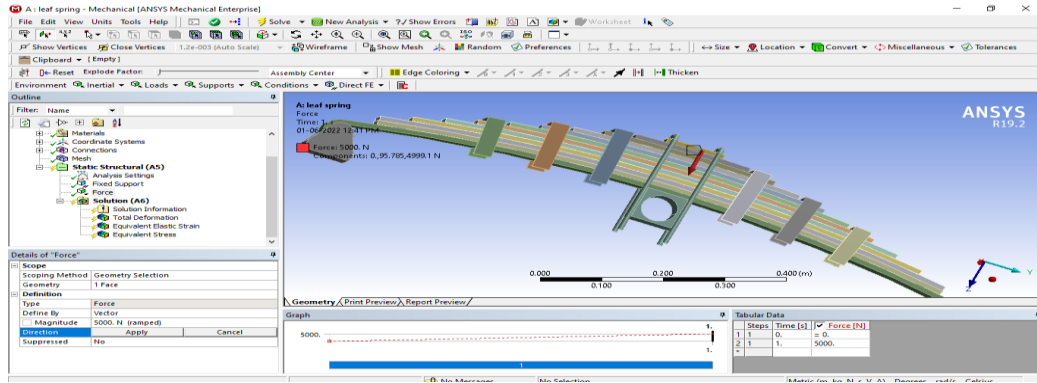 A : leaf spring - Mechanical [ANSYS Mechanical Enterprise]
File Edit View Units Tools Help Solve New Analysis ?/ Show Errors Worksheet
Show Vertices Close Vertices 1.2e-003 (Auto Scale) Wireframe Show Mesh Random Preferences Size Location Convert Miscellaneous Tolerances
Clipboard [Empty]
Reset Explode Factor: Assembly Center Edge Coloring Thicken
Environment Inertial Loads Supports Conditions Direct FE
Outline
Filter: Name
Materials
Coordinate Systems
Connections
Mesh
Static Structural (A5)
Analysis Settings
Fixed Support
Force
Solution (A6)
Solution Information
Total Deformation
Equivalent Elastic Strain
Equivalent Stress
Details of "Force"
Scope
Scoping Method Geometry Selection
Geometry 1 Face
Definition
Type Force
Define By Vector
Magnitude 5000. N (ramped)
Direction Apply Cancel
Suppressed No
A: leaf spring
Force
Time: 1. s
01-06-2022 12:41 PM
Force: 5000. N
Components: 0.,95.765,4999.1 N
ANSYS
R19.2
0.000 0.200 0.400 (m)
0.100 0.300
Y
Z
Geometry Print Preview Report Preview
Graph
5000.
1.
1.
1
Tabular Data
Steps Time [s] Force [N]
1 1 0. = 0.
2 1 1. 5000.
*
No Messages No Selection Metric (m, kg, N, s, V, A) Degrees rad/s Celsius